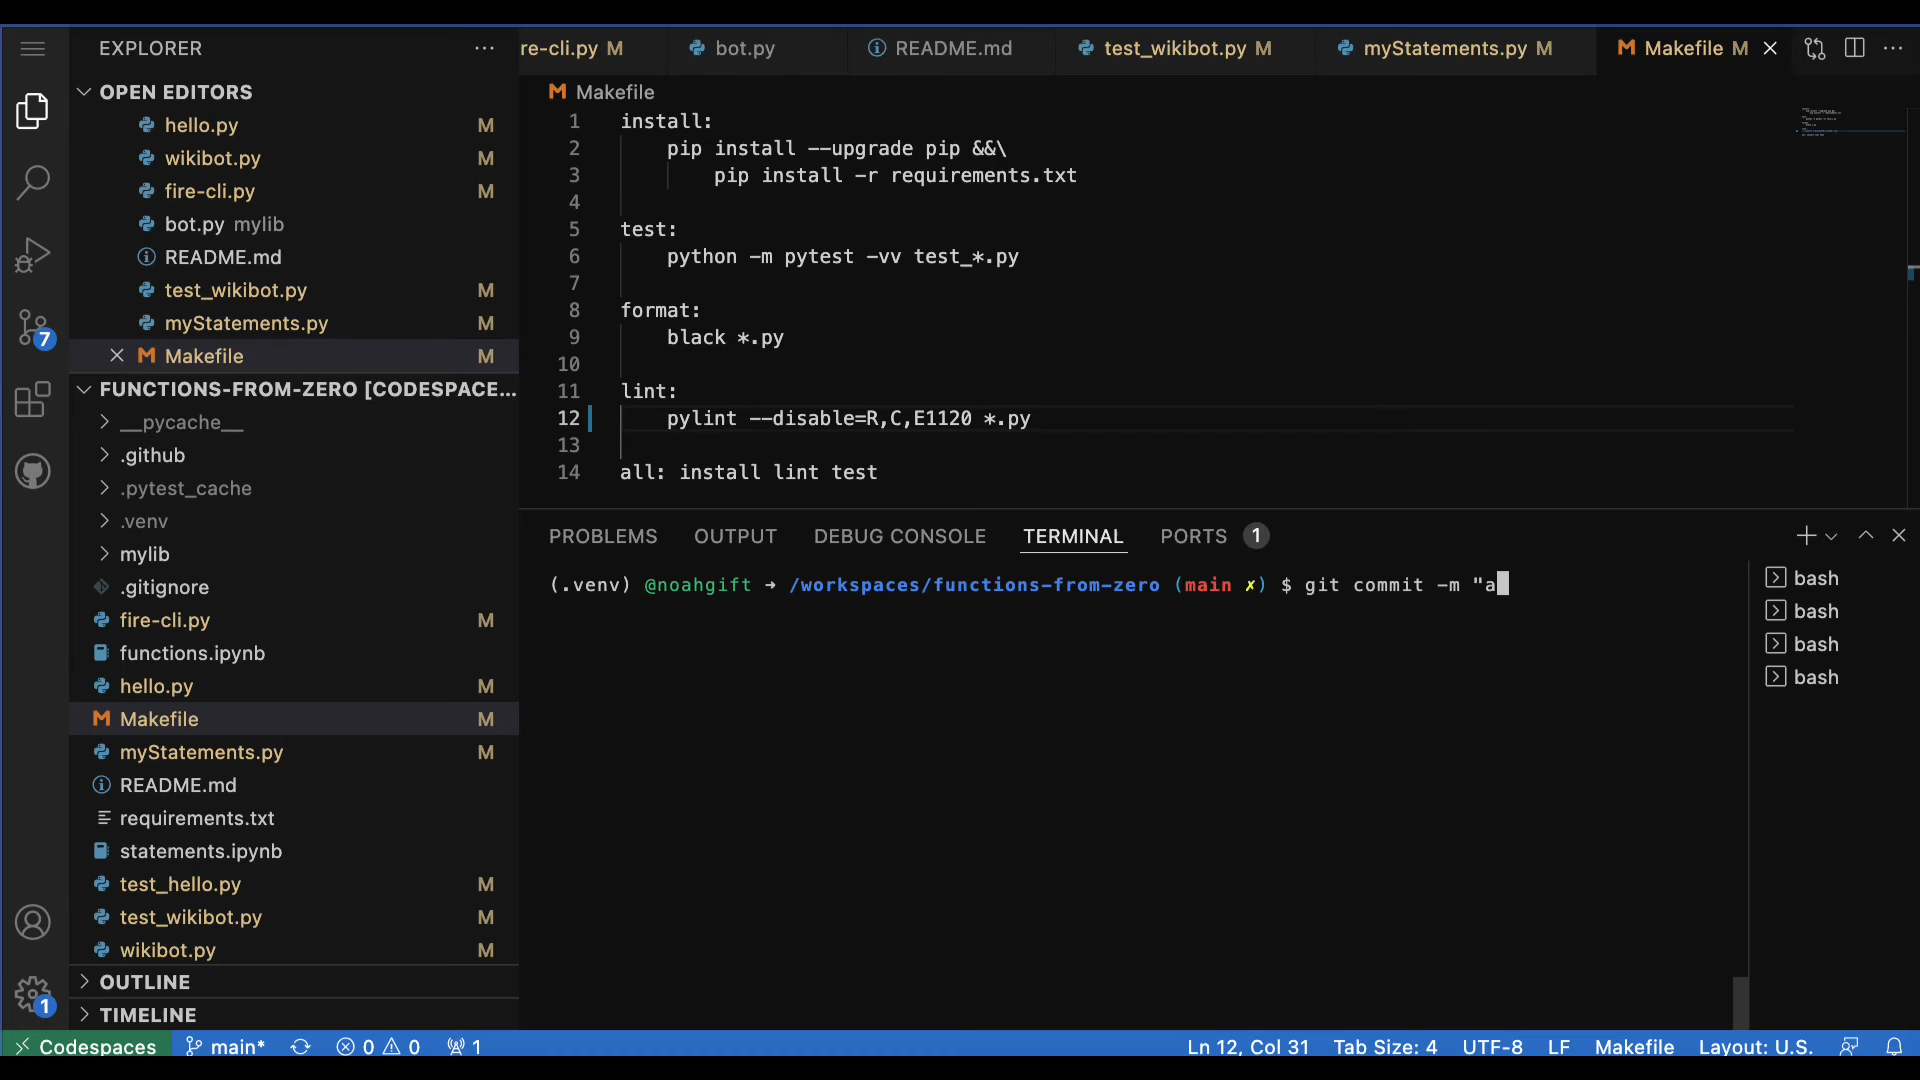 EXPLORER
OPEN EDITORS
hello.py M
wikibot.py M
fire-cli.py M
bot.py mylib
README.md
test_wikibot.py M
myStatements.py M
Makefile M
FUNCTIONS-FROM-ZERO [CODESPACE...
__pycache__
.github
.pytest_cache
.venv
mylib
.gitignore
fire-cli.py M
functions.ipynb
hello.py M
Makefile M
myStatements.py M
README.md
requirements.txt
statements.ipynb
test_hello.py M
test_wikibot.py M
wikibot.py M
OUTLINE
TIMELINE
7
1
re-cli.py M bot.py README.md test_wikibot.py M myStatements.py M Makefile M
Makefile
1 install:
2 pip install --upgrade pip &&\
3 pip install -r requirements.txt
4
5 test:
6 python -m pytest -vv test_*.py
7
8 format:
9 black *.py
10
11 lint:
12 pylint --disable=R,C,E1120 *.py
13
14 all: install lint test
PROBLEMS OUTPUT DEBUG CONSOLE TERMINAL PORTS 1
(.venv) @noahgift ➜ /workspaces/functions-from-zero (main ✗) $ git commit -m "a
bash
bash
bash
bash
Codespaces main* 0 0 1 Ln 12, Col 31 Tab Size: 4 UTF-8 LF Makefile Layout: U.S.